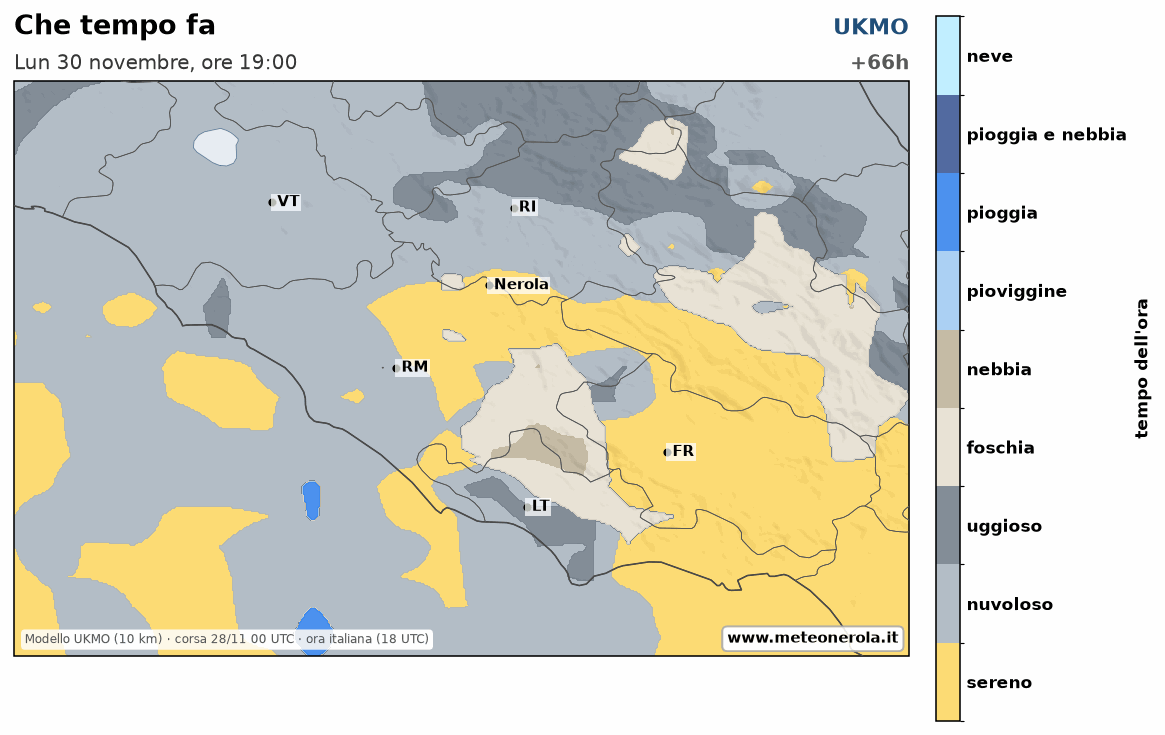 Che tempo fa
UKMO
Lun 30 novembre, ore 19:00
+66h
VT
RI
Nerola
RM
FR
LT
Modello UKMO (10 km) · corsa 28/11 00 UTC · ora italiana (18 UTC)
www.meteonerola.it
neve
pioggia e nebbia
pioggia
pioviggine
nebbia
foschia
uggioso
nuvoloso
sereno
tempo dell'ora